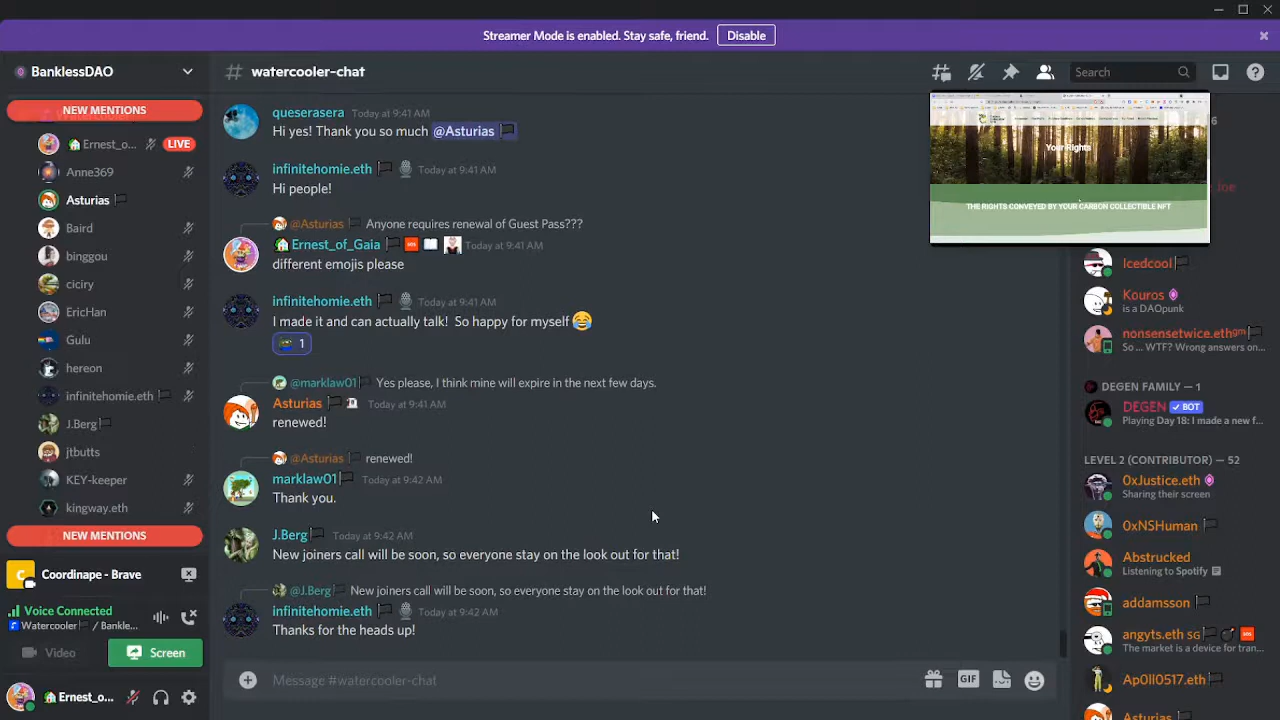 Streamer Mode is enabled. Stay safe, friend. Disable
BanklessDAO
# watercooler-chat
Search
NEW MENTIONS
Ernest_o... LIVE
Anne369
Asturias
Baird
binggou
ciciry
EricHan
Gulu
hereon
infinitehomie.eth
J.Berg
jtbutts
KEY-keeper
kingway.eth
NEW MENTIONS
Coordinape - Brave
Voice Connected
Watercooler / Bankle...
Video
Screen
Ernest_o...
queserasera Today at 9:41 AM
Hi yes! Thank you so much @Asturias
infinitehomie.eth Today at 9:41 AM
Hi people!
@Asturias Anyone requires renewal of Guest Pass???
Ernest_of_Gaia SOS Today at 9:41 AM
different emojis please
infinitehomie.eth Today at 9:41 AM
I made it and can actually talk! So happy for myself
1
@marklaw01 Yes please, I think mine will expire in the next few days.
Asturias Today at 9:41 AM
renewed!
@Asturias renewed!
marklaw01 Today at 9:42 AM
Thank you.
J.Berg Today at 9:42 AM
New joiners call will be soon, so everyone stay on the look out for that!
@J.Berg New joiners call will be soon, so everyone stay on the look out for that!
infinitehomie.eth Today at 9:42 AM
Thanks for the heads up!
Message #watercooler-chat
GIF
Your Rights
THE RIGHTS CONVEYED BY YOUR CARBON COLLECTIBLE NFT
6
Joe
Icedcool
Kouros
is a DAOpunk
nonsensetwice.eth gm
So ... WTF? Wrong answers on...
DEGEN FAMILY — 1
DEGEN BOT
Playing Day 18: I made a new f...
LEVEL 2 (CONTRIBUTOR) — 52
0xJustice.eth
Sharing their screen
0xNSHuman
Abstrucked
Listening to Spotify
addamsson
angyts.eth SG SOS
The market is a device for tran...
Ap0ll0517.eth
Asturias